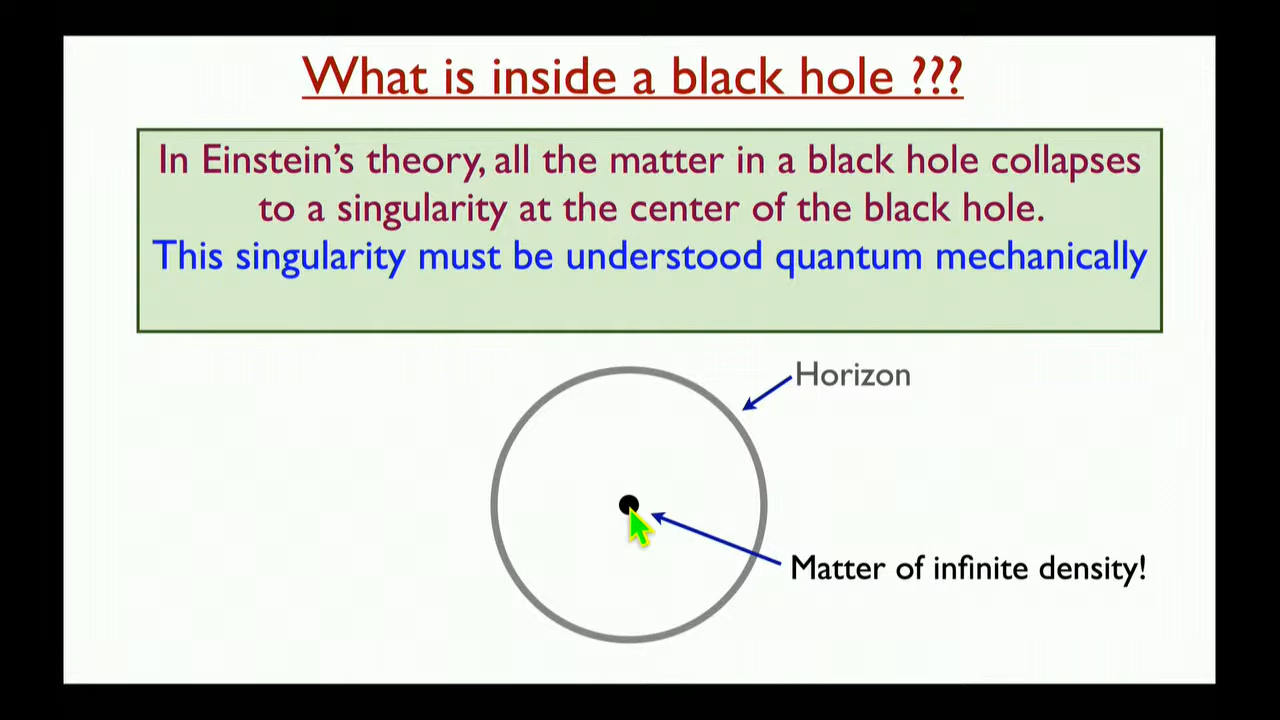 What is inside a black hole ???
In Einstein’s theory, all the matter in a black hole collapses
to a singularity at the center of the black hole.
This singularity must be understood quantum mechanically
Horizon
Matter of infinite density!